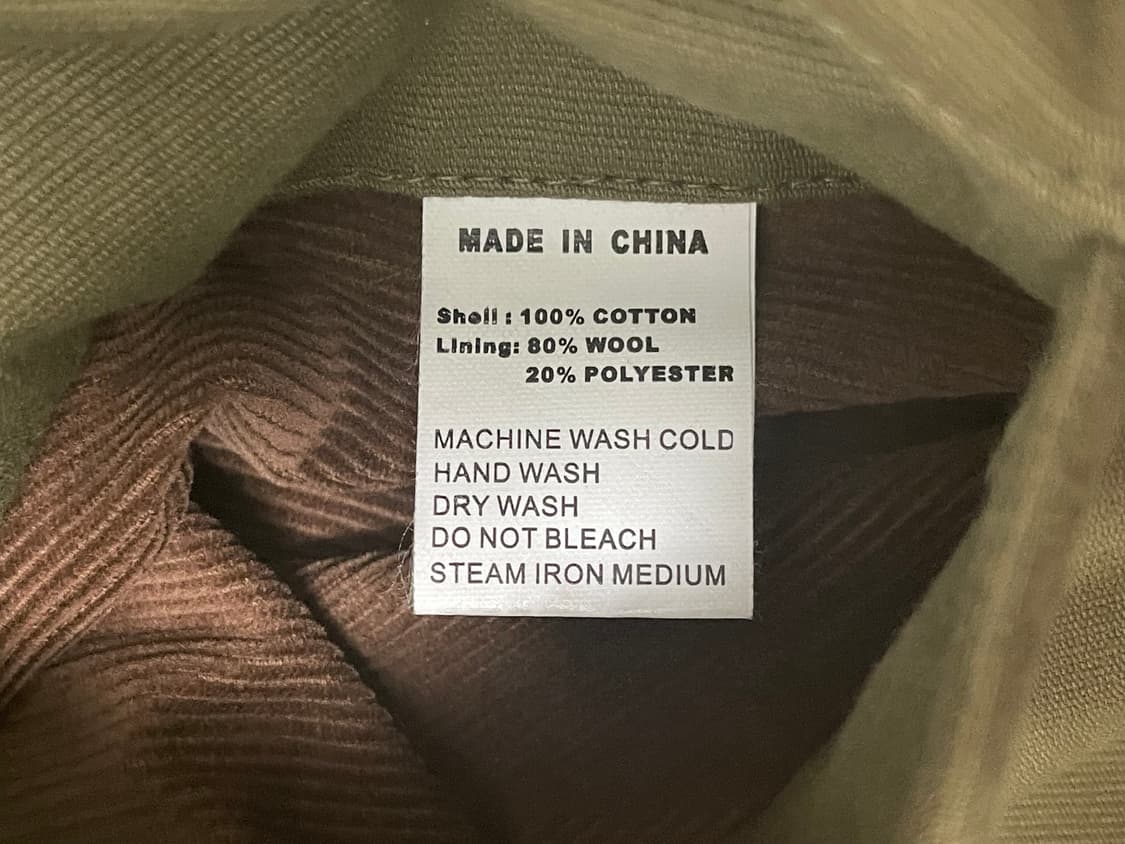 MADE IN CHINA
Shell: 100% COTTON
Lining: 80% WOOL
20% POLYESTER
MACHINE WASH COLD
HAND WASH
DRY WASH
DO NOT BLEACH
STEAM IRON MEDIUM